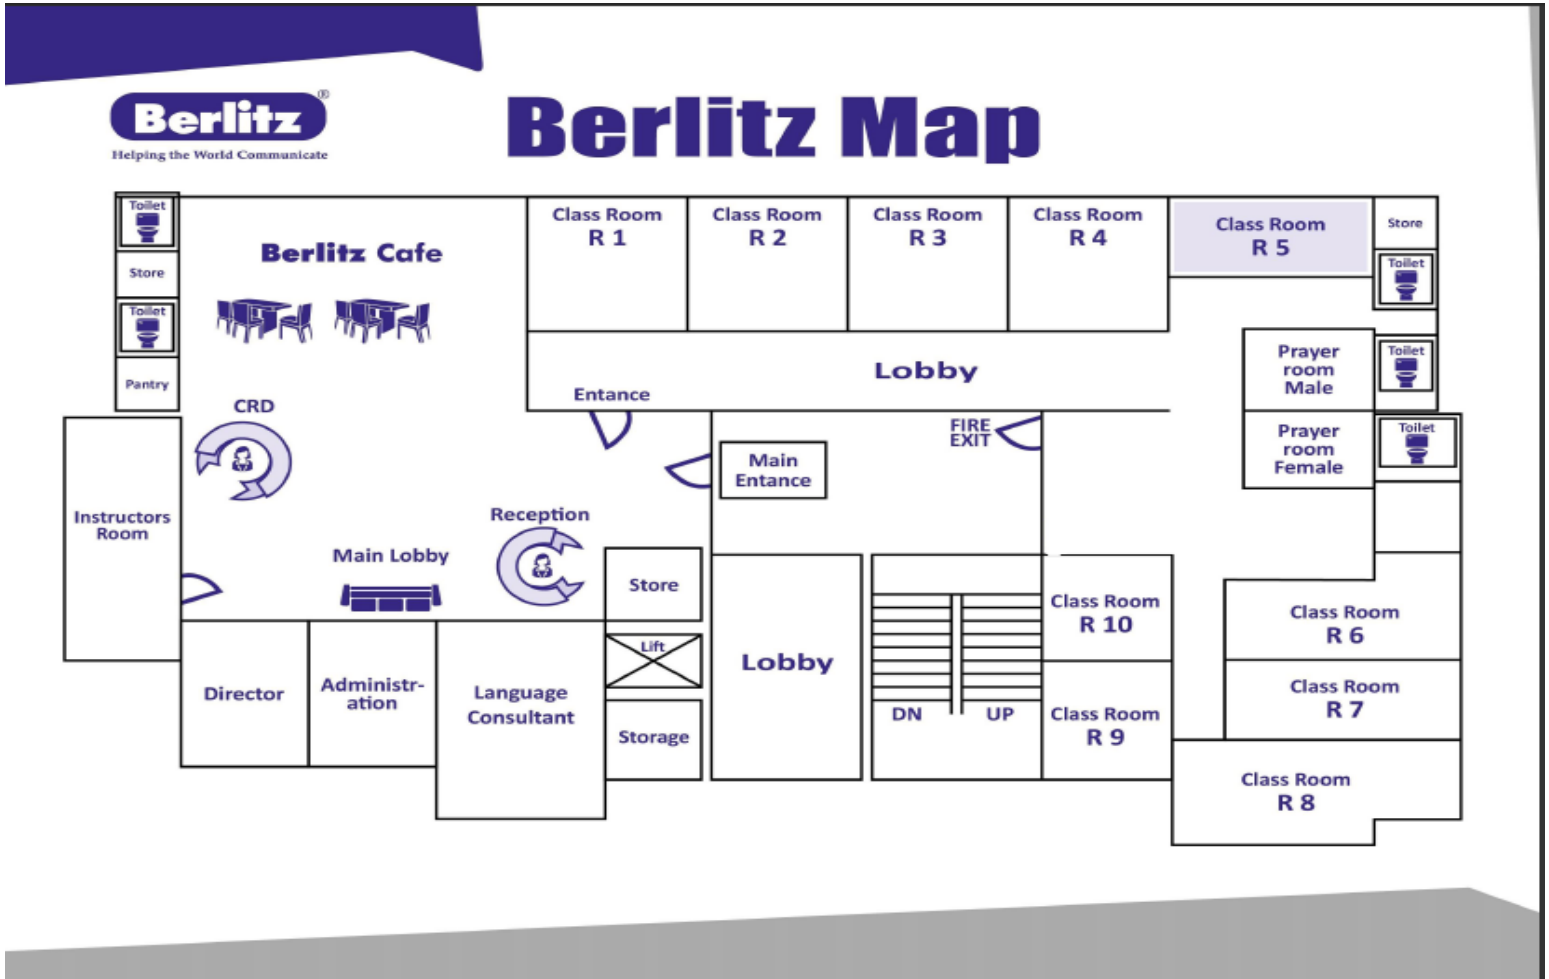 Berlitz®
Helping the World Communicate
Berlitz Map
Toilet
Store
Toilet
Pantry
Berlitz Cafe
Class Room
R 1
Class Room
R 2
Class Room
R 3
Class Room
R 4
Class Room
R 5
Store
Toilet
Toilet
Toilet
Prayer
room
Male
Prayer
room
Female
Lobby
Entance
CRD
FIRE
EXIT
Main
Entance
Instructors
Room
Reception
Main Lobby
Store
Lift
Storage
Director
Administr-
ation
Language
Consultant
Lobby
DN
UP
Class Room
R 10
Class Room
R 9
Class Room
R 6
Class Room
R 7
Class Room
R 8